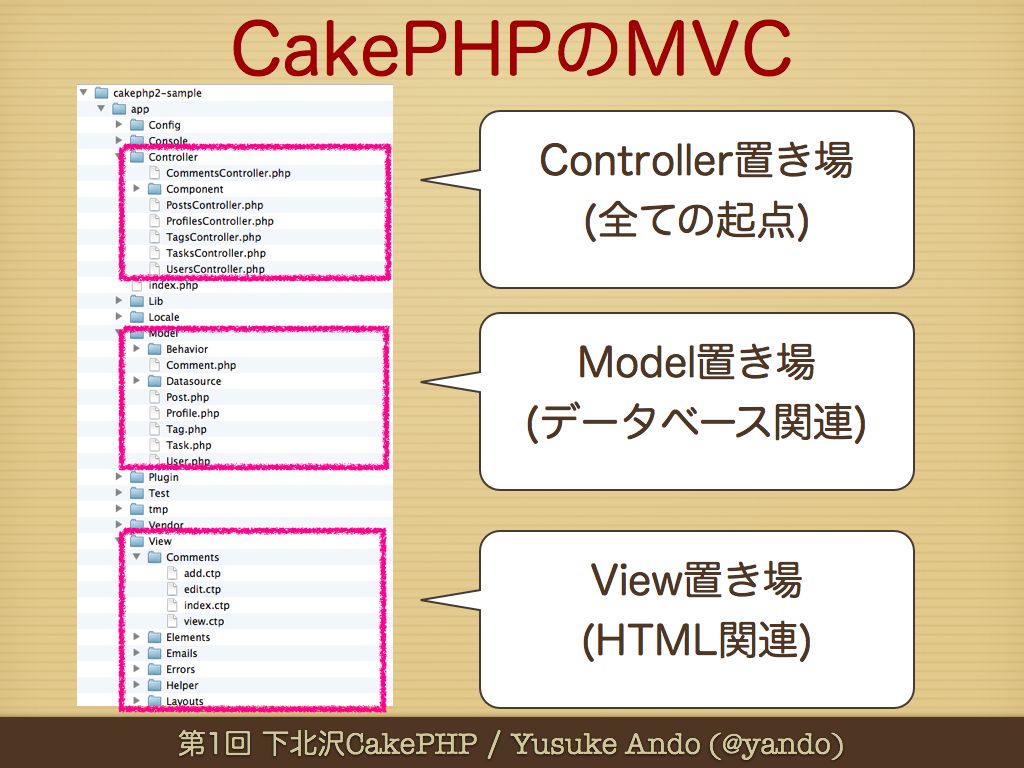 CakePHPのMVC
cakephp2-sample
app
Config
Console
Controller
CommentsController.php
Component
PostsController.php
ProfilesController.php
TagsController.php
TasksController.php
UsersController.php
index.php
Lib
Locale
Model
Behavior
Comment.php
Datasource
Post.php
Profile.php
Tag.php
Task.php
User.php
Plugin
Test
tmp
Vendor
View
Comments
add.ctp
edit.ctp
index.ctp
view.ctp
Elements
Emails
Errors
Helper
Layouts
Controller置き場
(全ての起点)
Model置き場
(データベース関連)
View置き場
(HTML関連)
第1回 下北沢CakePHP / Yusuke Ando (@yando)